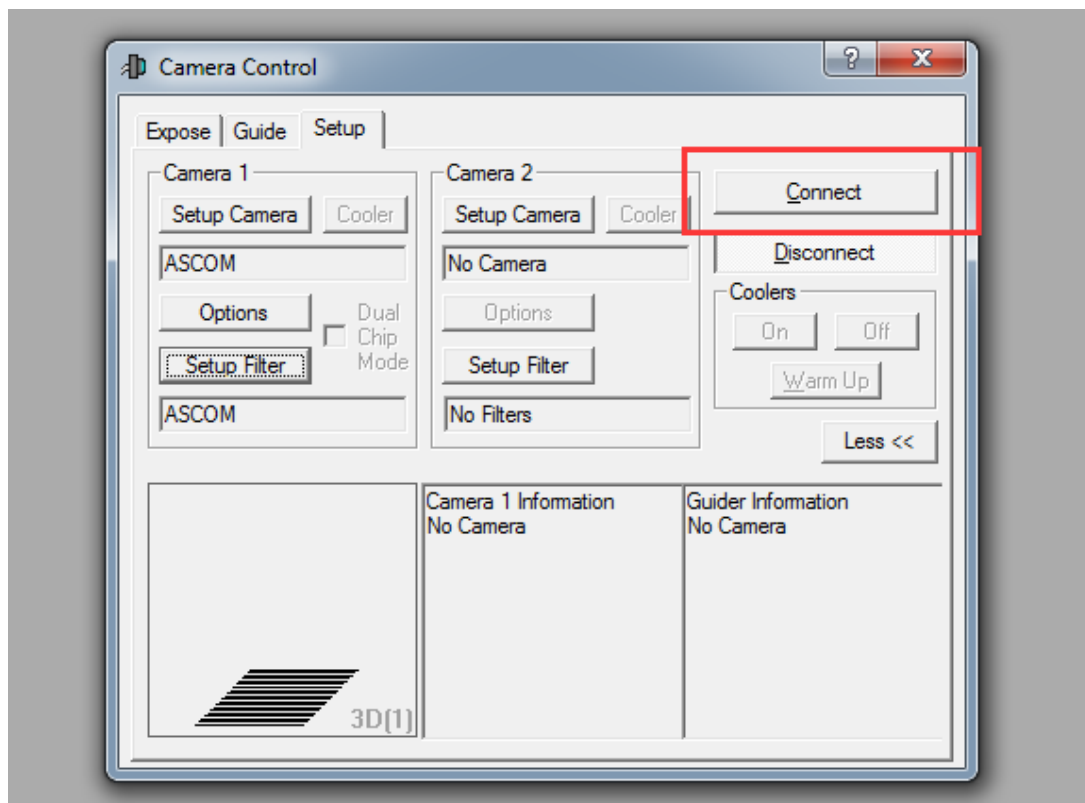 Camera Control
?
X
Expose
Guide
Setup
Camera 1
Setup Camera
Cooler
ASCOM
Options
Dual
Chip
Mode
Setup Filter
ASCOM
Camera 2
Setup Camera
Cooler
No Camera
Options
Setup Filter
No Filters
Connect
Disconnect
Coolers
On
Off
Warm Up
Less <<
3D(1)
Camera 1 Information
No Camera
Guider Information
No Camera